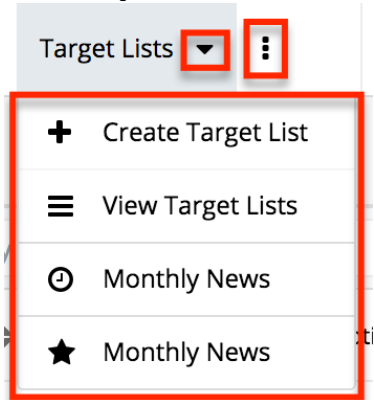 Target Lists
Create Target List
View Target Lists
Monthly News
Monthly News